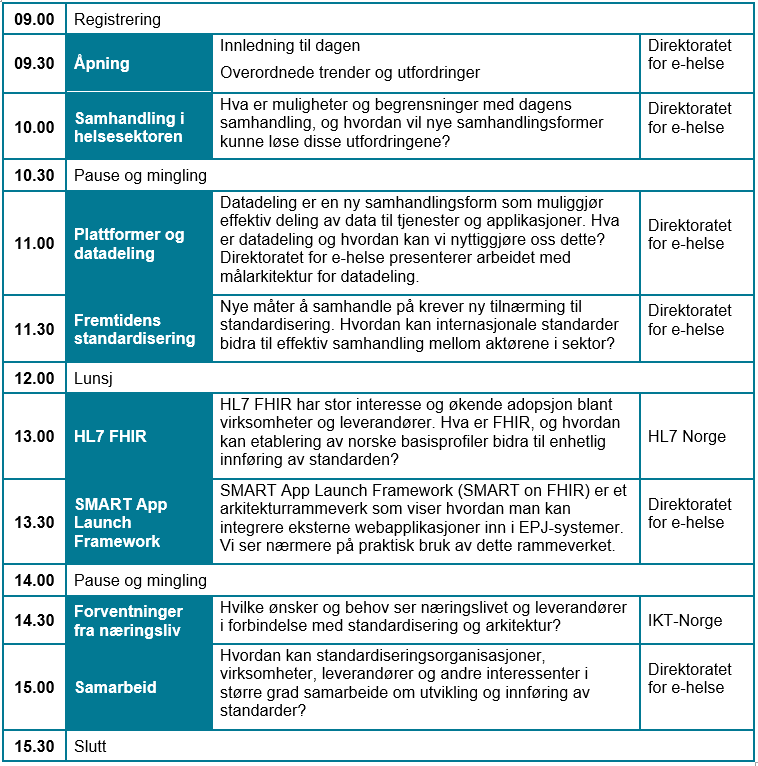 09.00 Registrering
09.30 Åpning
Innledning til dagen
Overordnede trender og utfordringer
Direktoratet
for e-helse
10.00
Samhandling i
helsesektoren
Hva er muligheter og begrensninger med dagens
samhandling, og hvordan vil nye samhandlingsformer
kunne løse disse utfordringene?
Direktoratet
for e-helse
10.30 Pause og mingling
11.00
Plattformer og
datadeling
Datadeling er en ny samhandlingsform som muliggjør
effektiv deling av data til tjenester og applikasjoner. Hva
er datadeling og hvordan kan vi nyttiggjøre oss dette?
Direktoratet for e-helse presenterer arbeidet med
målarkitektur for datadeling.
Direktoratet
for e-helse
11.30
Fremtidens
standardisering
Nye måter å samhandle på krever ny tilnærming til
standardisering. Hvordan kan internasjonale standarder
bidra til effektiv samhandling mellom aktørene i sektor?
Direktoratet
for e-helse
12.00 Lunsj
13.00
HL7 FHIR
HL7 FHIR har stor interesse og økende adopsjon blant
virksomheter og leverandører. Hva er FHIR, og hvordan
kan etablering av norske basisprofiler bidra til enhetlig
innføring av standarden?
HL7 Norge
13.30
SMART App
Launch
Framework
SMART App Launch Framework (SMART on FHIR) er et
arkitekturrammeverk som viser hvordan man kan
integrere eksterne webapplikasjoner inn i EPJ-systemer.
Vi ser nærmere på praktisk bruk av dette rammeverket.
Direktoratet
for e-helse
14.00 Pause og mingling
14.30
Forventninger
fra næringsliv
Hvilke ønsker og behov ser næringslivet og leverandører
i forbindelse med standardisering og arkitektur?
IKT-Norge
15.00
Samarbeid
Hvordan kan standardiseringsorganisasjoner,
virksomheter, leverandører og andre interessenter i
større grad samarbeide om utvikling og innføring av
standarder?
Direktoratet
for e-helse
15.30 Slutt